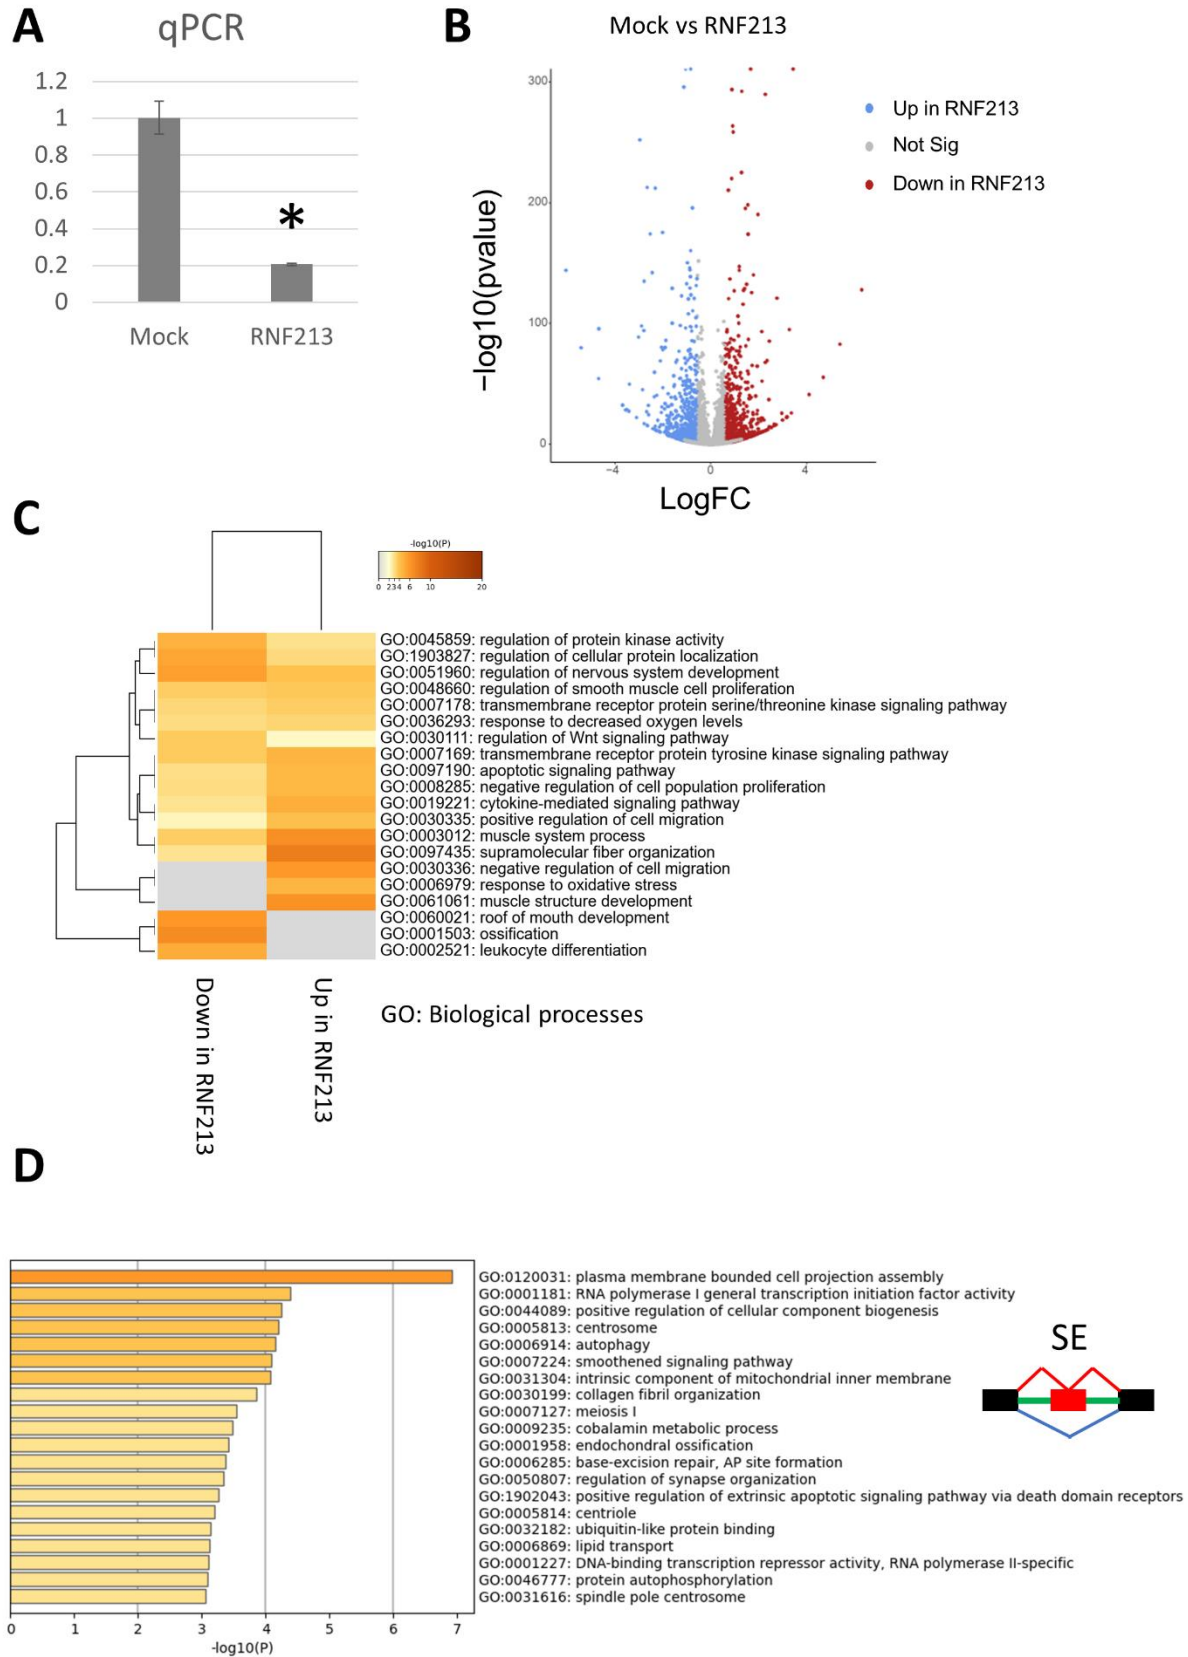 A
qPCR
1.2
1
0.8
0.6
0.4
0.2
0
*
Mock
RNF213
B
Mock vs RNF213
300
200
100
0
−4
0
4
−log10(pvalue)
LogFC
Up in RNF213
Not Sig
Down in RNF213
C
-log10(P)
0 2 3 4 6 10 20
GO:0045859: regulation of protein kinase activity
GO:1903827: regulation of cellular protein localization
GO:0051960: regulation of nervous system development
GO:0048660: regulation of smooth muscle cell proliferation
GO:0007178: transmembrane receptor protein serine/threonine kinase signaling pathway
GO:0036293: response to decreased oxygen levels
GO:0030111: regulation of Wnt signaling pathway
GO:0007169: transmembrane receptor protein tyrosine kinase signaling pathway
GO:0097190: apoptotic signaling pathway
GO:0008285: negative regulation of cell population proliferation
GO:0019221: cytokine-mediated signaling pathway
GO:0030335: positive regulation of cell migration
GO:0003012: muscle system process
GO:0097435: supramolecular fiber organization
GO:0030336: negative regulation of cell migration
GO:0006979: response to oxidative stress
GO:0061061: muscle structure development
GO:0060021: roof of mouth development
GO:0001503: ossification
GO:0002521: leukocyte differentiation
Down in RNF213
Up in RNF213
GO: Biological processes
D
GO:0120031: plasma membrane bounded cell projection assembly
GO:0001181: RNA polymerase I general transcription initiation factor activity
GO:0044089: positive regulation of cellular component biogenesis
GO:0005813: centrosome
GO:0006914: autophagy
GO:0007224: smoothened signaling pathway
GO:0031304: intrinsic component of mitochondrial inner membrane
GO:0030199: collagen fibril organization
GO:0007127: meiosis I
GO:0009235: cobalamin metabolic process
GO:0001958: endochondral ossification
GO:0006285: base-excision repair, AP site formation
GO:0050807: regulation of synapse organization
GO:1902043: positive regulation of extrinsic apoptotic signaling pathway via death domain receptors
GO:0005814: centriole
GO:0032182: ubiquitin-like protein binding
GO:0006869: lipid transport
GO:0001227: DNA-binding transcription repressor activity, RNA polymerase II-specific
GO:0046777: protein autophosphorylation
GO:0031616: spindle pole centrosome
0 1 2 3 4 5 6 7
-log10(P)
SE